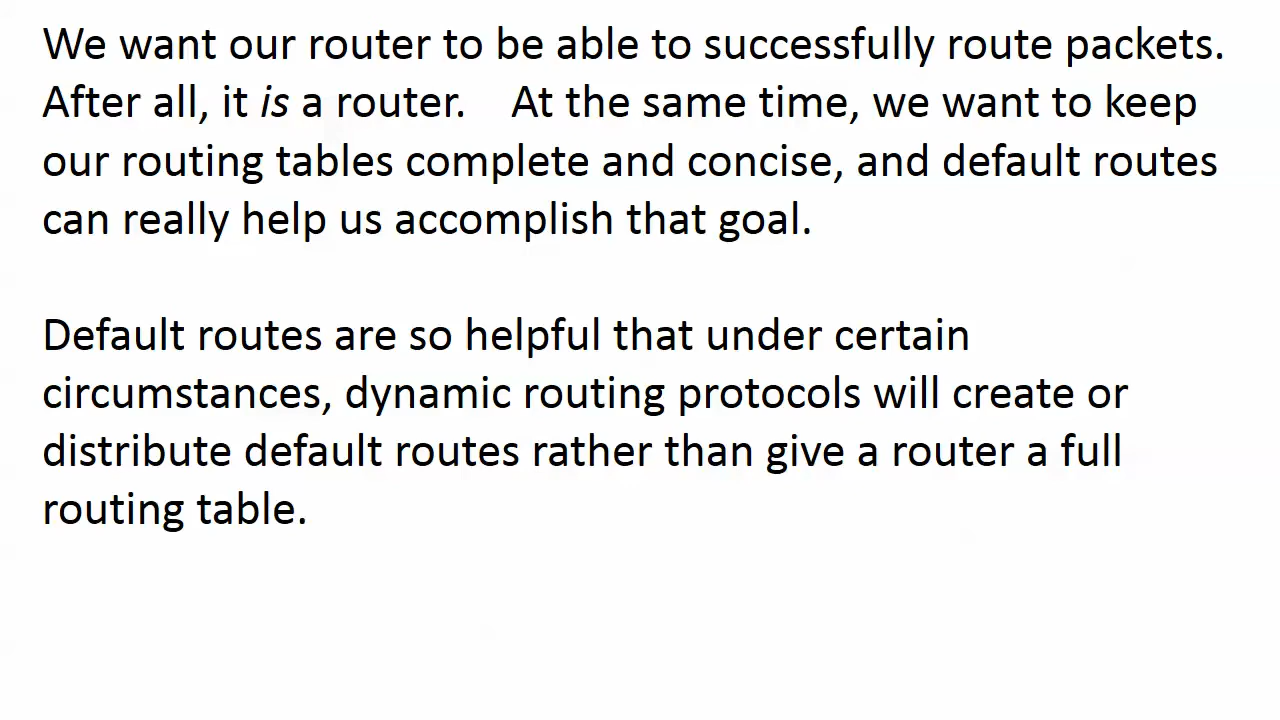 We want our router to be able to successfully route packets.
After all, it is a router.    At the same time, we want to keep
our routing tables complete and concise, and default routes
can really help us accomplish that goal.
Default routes are so helpful that under certain
circumstances, dynamic routing protocols will create or
distribute default routes rather than give a router a full
routing table.